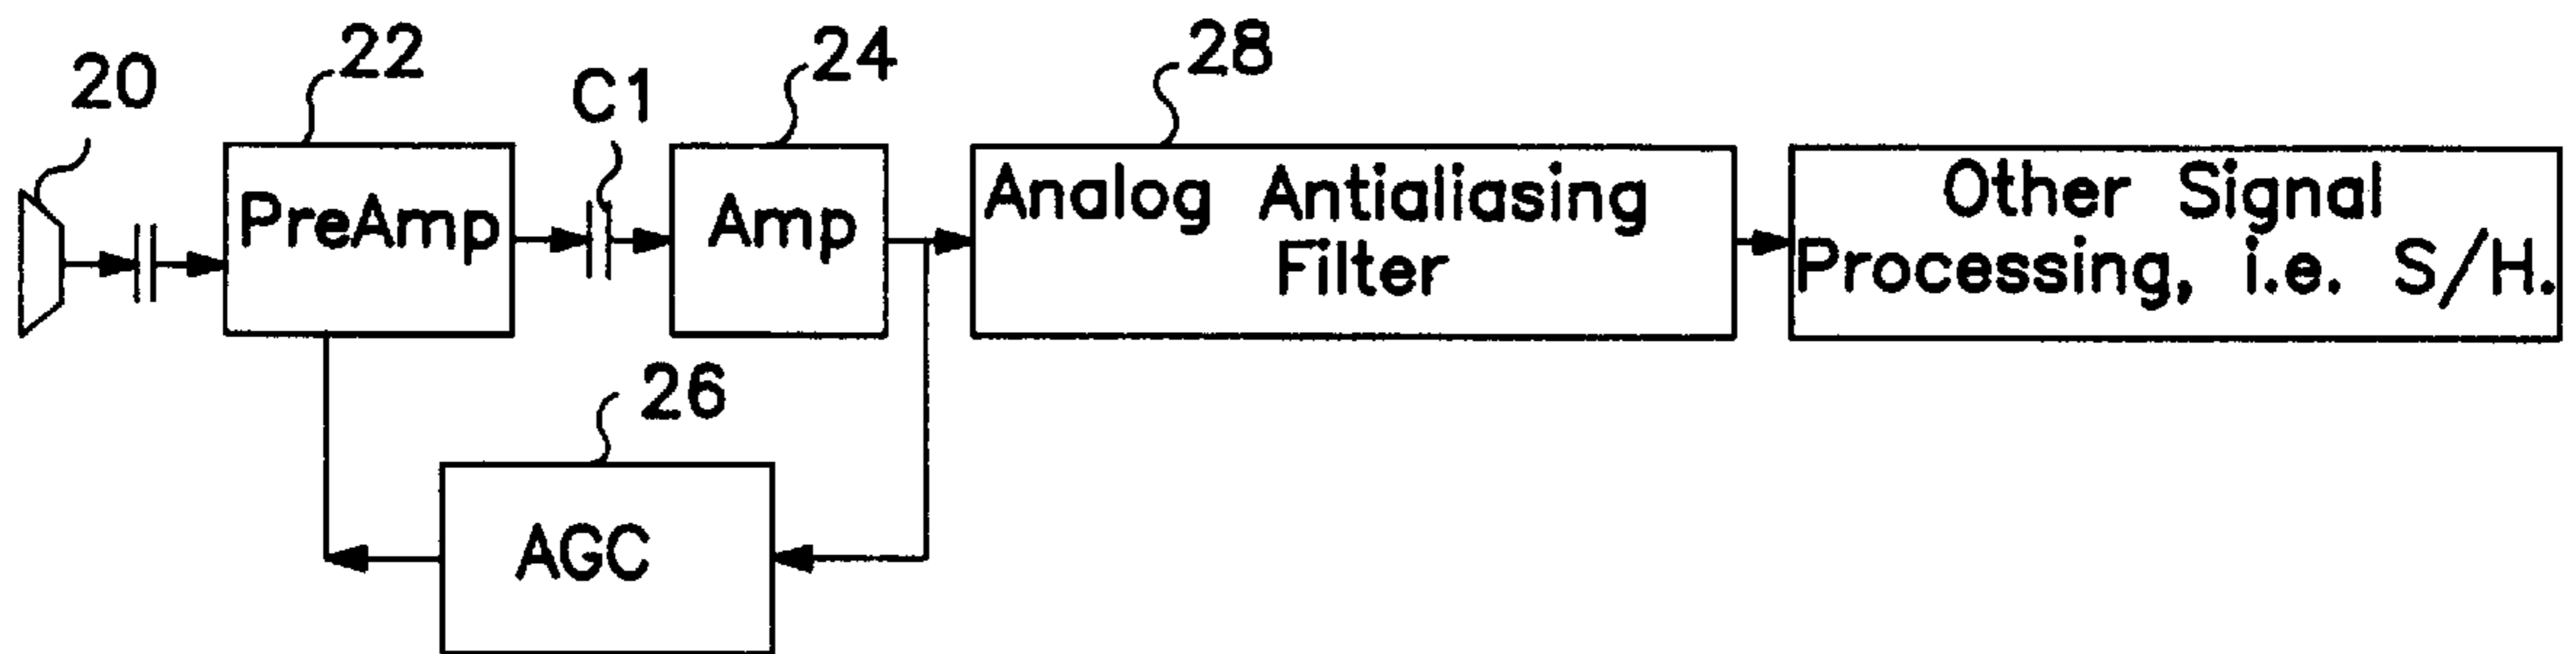 20
22
C1
24
28
PreAmp
Amp
Analog Antialiasing
Filter
Other Signal
Processing, i.e. S/H.
26
AGC